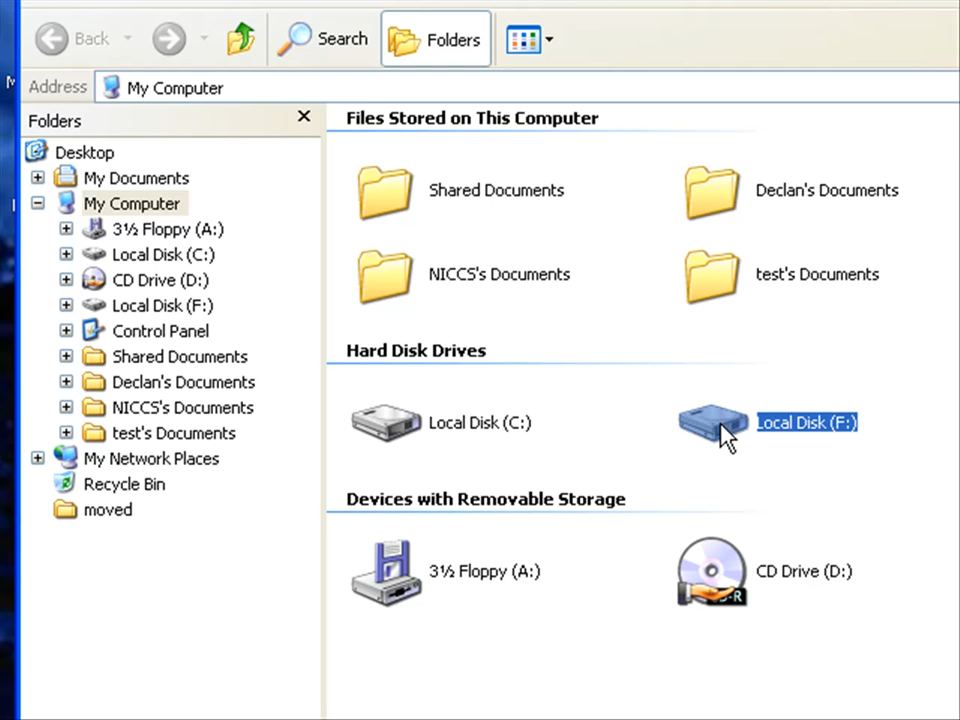 Back Search Folders
Address My Computer
Folders
Desktop
My Documents
My Computer
3½ Floppy (A:)
Local Disk (C:)
CD Drive (D:)
Local Disk (F:)
Control Panel
Shared Documents
Declan's Documents
NICCS's Documents
test's Documents
My Network Places
Recycle Bin
moved
Files Stored on This Computer
Shared Documents Declan's Documents
NICCS's Documents test's Documents
Hard Disk Drives
Local Disk (C:) Local Disk (F:)
Devices with Removable Storage
3½ Floppy (A:) CD Drive (D:)